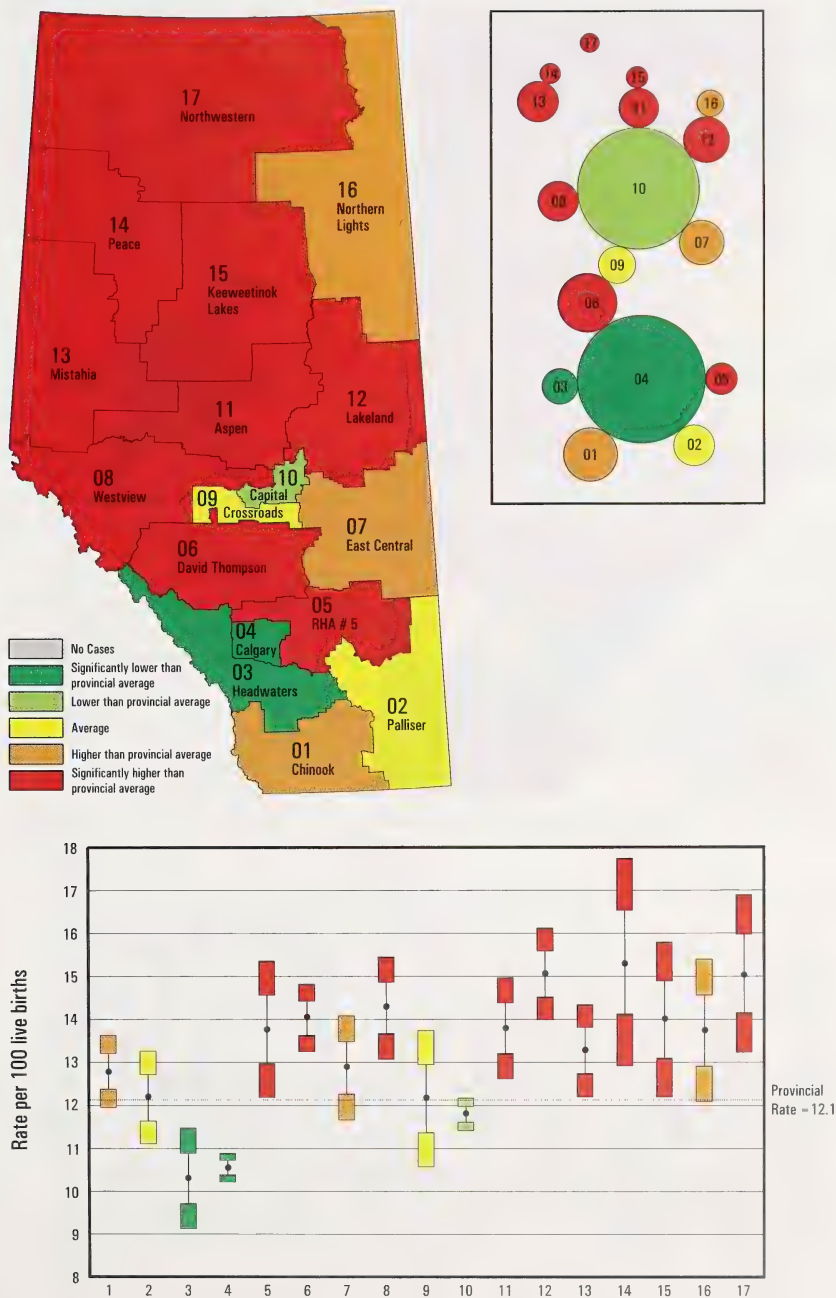 17
Northwestern
16
Northern
Lights
14
Peace
15
Keeweetinok
Lakes
13
Mistahia
12
Lakeland
11
Aspen
08
Westview
10
Capital
09
Crossroads
07
East Central
06
David Thompson
05
RHA # 5
04
Calgary
03
Headwaters
02
Palliser
01
Chinook
No Cases
Significantly lower than
provincial average
Lower than provincial average
Average
Higher than provincial average
Significantly higher than
provincial average
17
14
15
13
11
16
12
10
08
07
09
06
03
04
05
01
02
Rate per 100 live births
18
17
16
15
14
13
12
11
10
9
8
Provincial
Rate = 12.1
1 2 3 4 5 6 7 8 9 10 11 12 13 14 15 16 17